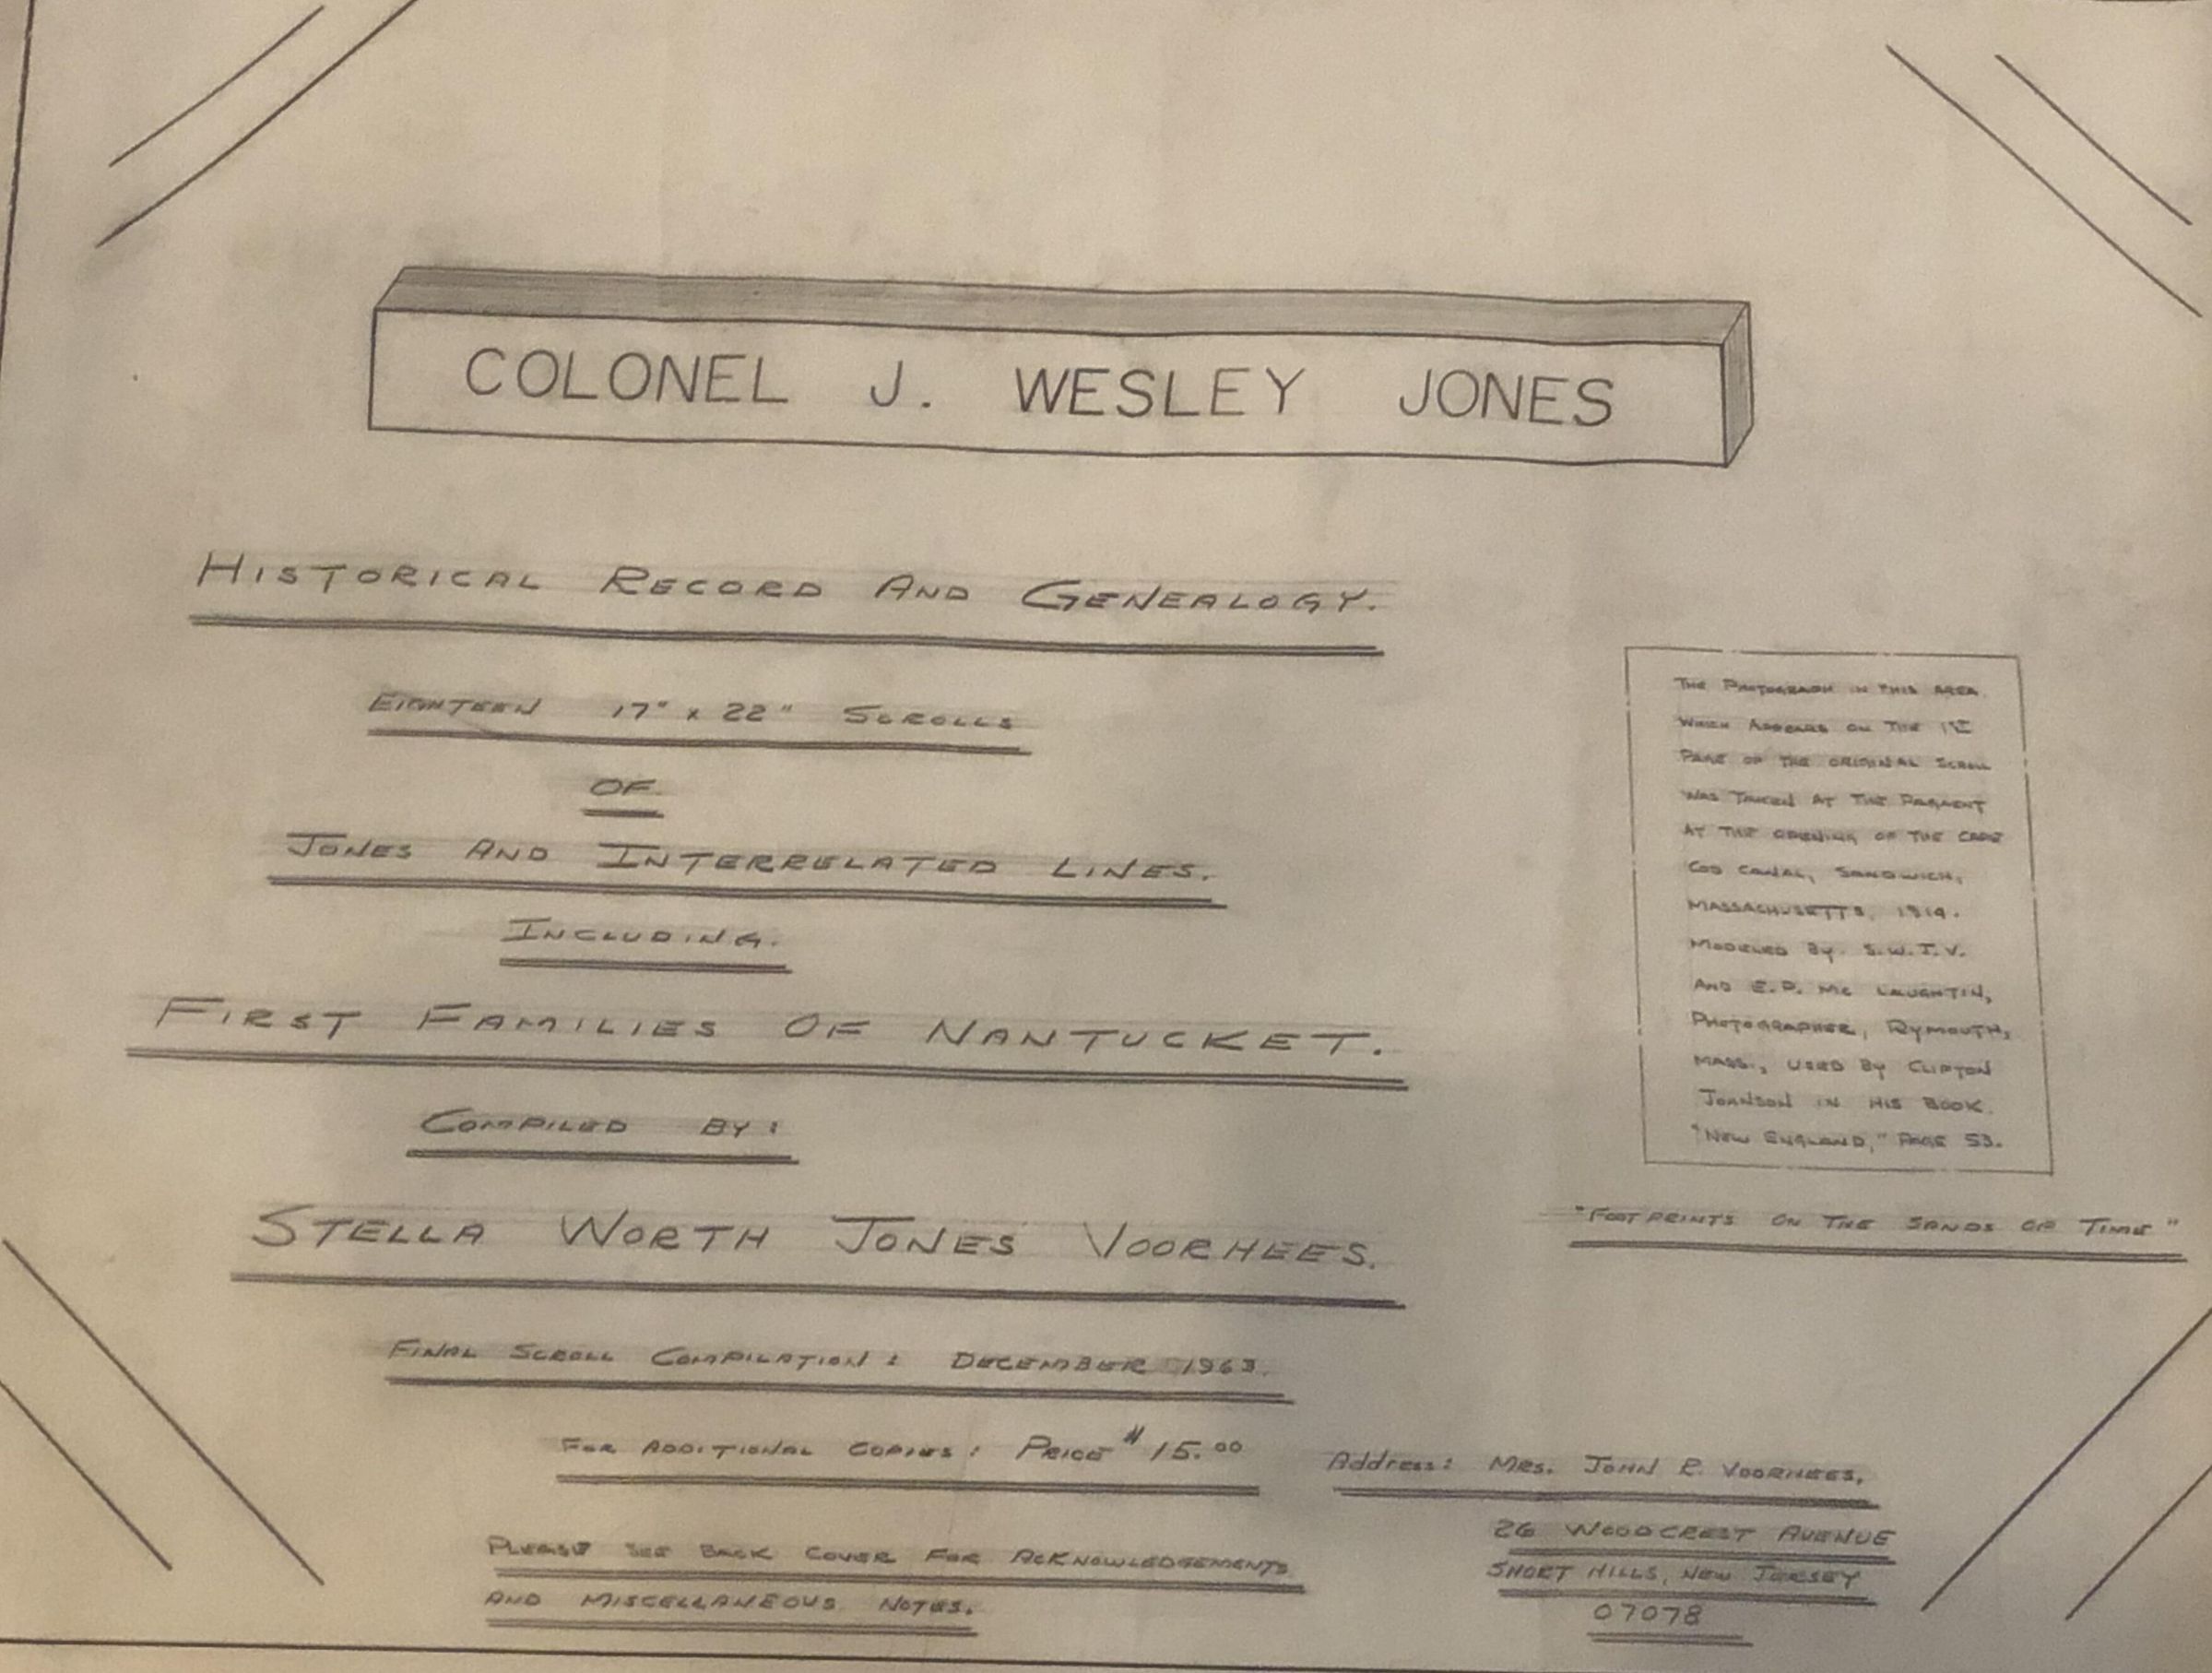 COLONEL J. WESLEY JONES
HISTORICAL RECORD AND GENEALOGY.
EIGHTEEN 17" x 22" SCROLLS
OF
JONES AND INTERRELATED LINES.
INCLUDING.
FIRST FAMILIES OF NANTUCKET.
COMPILED BY:
STELLA WORTH JONES VOORHEES.
FINAL SCROLL COMPILATION: DECEMBER 1963.
FOR ADDITIONAL COPIES: PRICE $15.00
PLEASE SEE BACK COVER FOR ACKNOWLEDGEMENTS
AND MISCELLANEOUS NOTES.
THE PHOTOGRAPH IN THIS AREA
WHICH APPEARS ON THE 1ST
PAGE OF THE ORIGINAL SCROLL
WAS TAKEN AT THE PAGAENT
AT THE OPENING OF THE CAPE
COD CANAL, SANDWICH,
MASSACHUSETTS, 1914.
MODELED BY S.W.J.V.
AND E.P. MC LAUGHTIN,
PHOTOGRAPHER, PLYMOUTH,
MASS., USED BY CLIFTON
JOHNSON IN HIS BOOK.
"NEW ENGLAND," PAGE 53.
"FOOTPRINTS ON THE SANDS OF TIME"
Address: MRS. JOHN R. VOORHEES,
26 WOODCREST AVENUE
SHORT HILLS, NEW JERSEY
07078